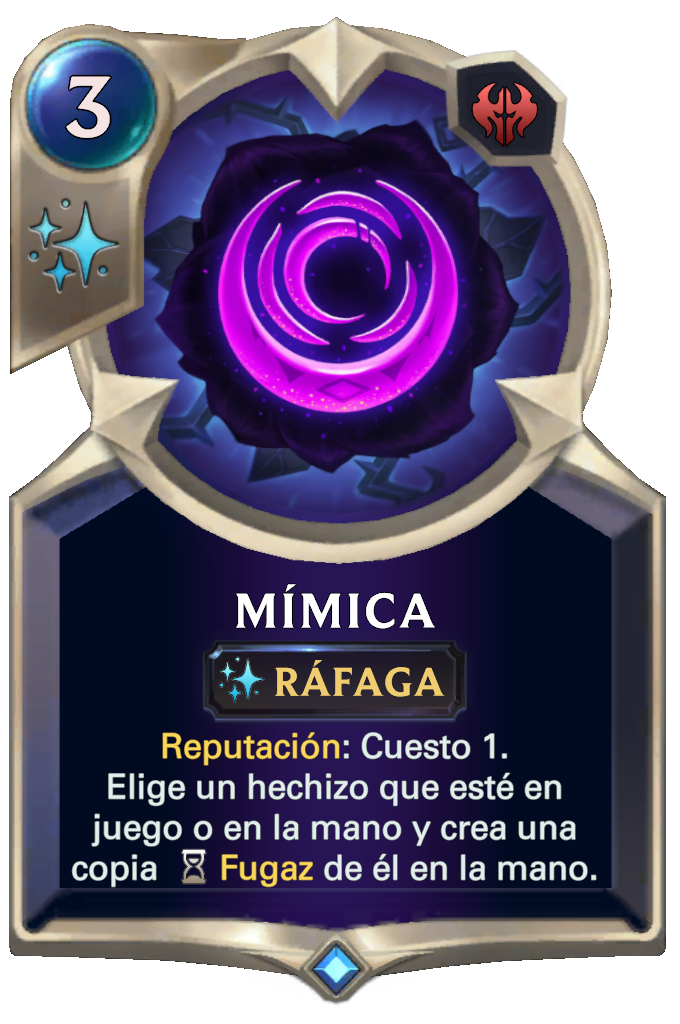 3
MÍMICA
RÁFAGA
Reputación: Cuesto 1.
Elige un hechizo que esté en
juego o en la mano y crea una
copia Fugaz de él en la mano.